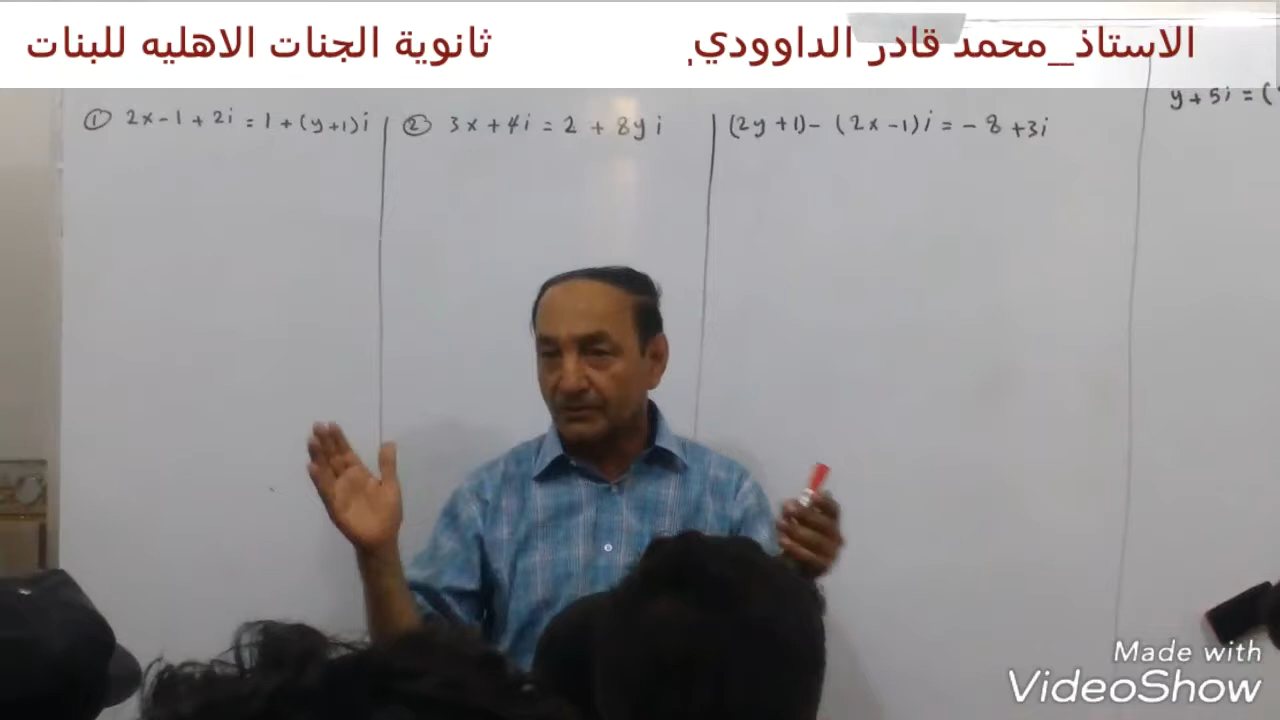 الاستاذ_محمد قادر الداوودي
ثانوية الجنات الاهليه للبنات
① 2x-1+2i=1+(y+1)i
② 3x+4i=2+8yi
(2y+1)-(2x-1)i=-8+3i
y+5i=(
Made with
VideoShow